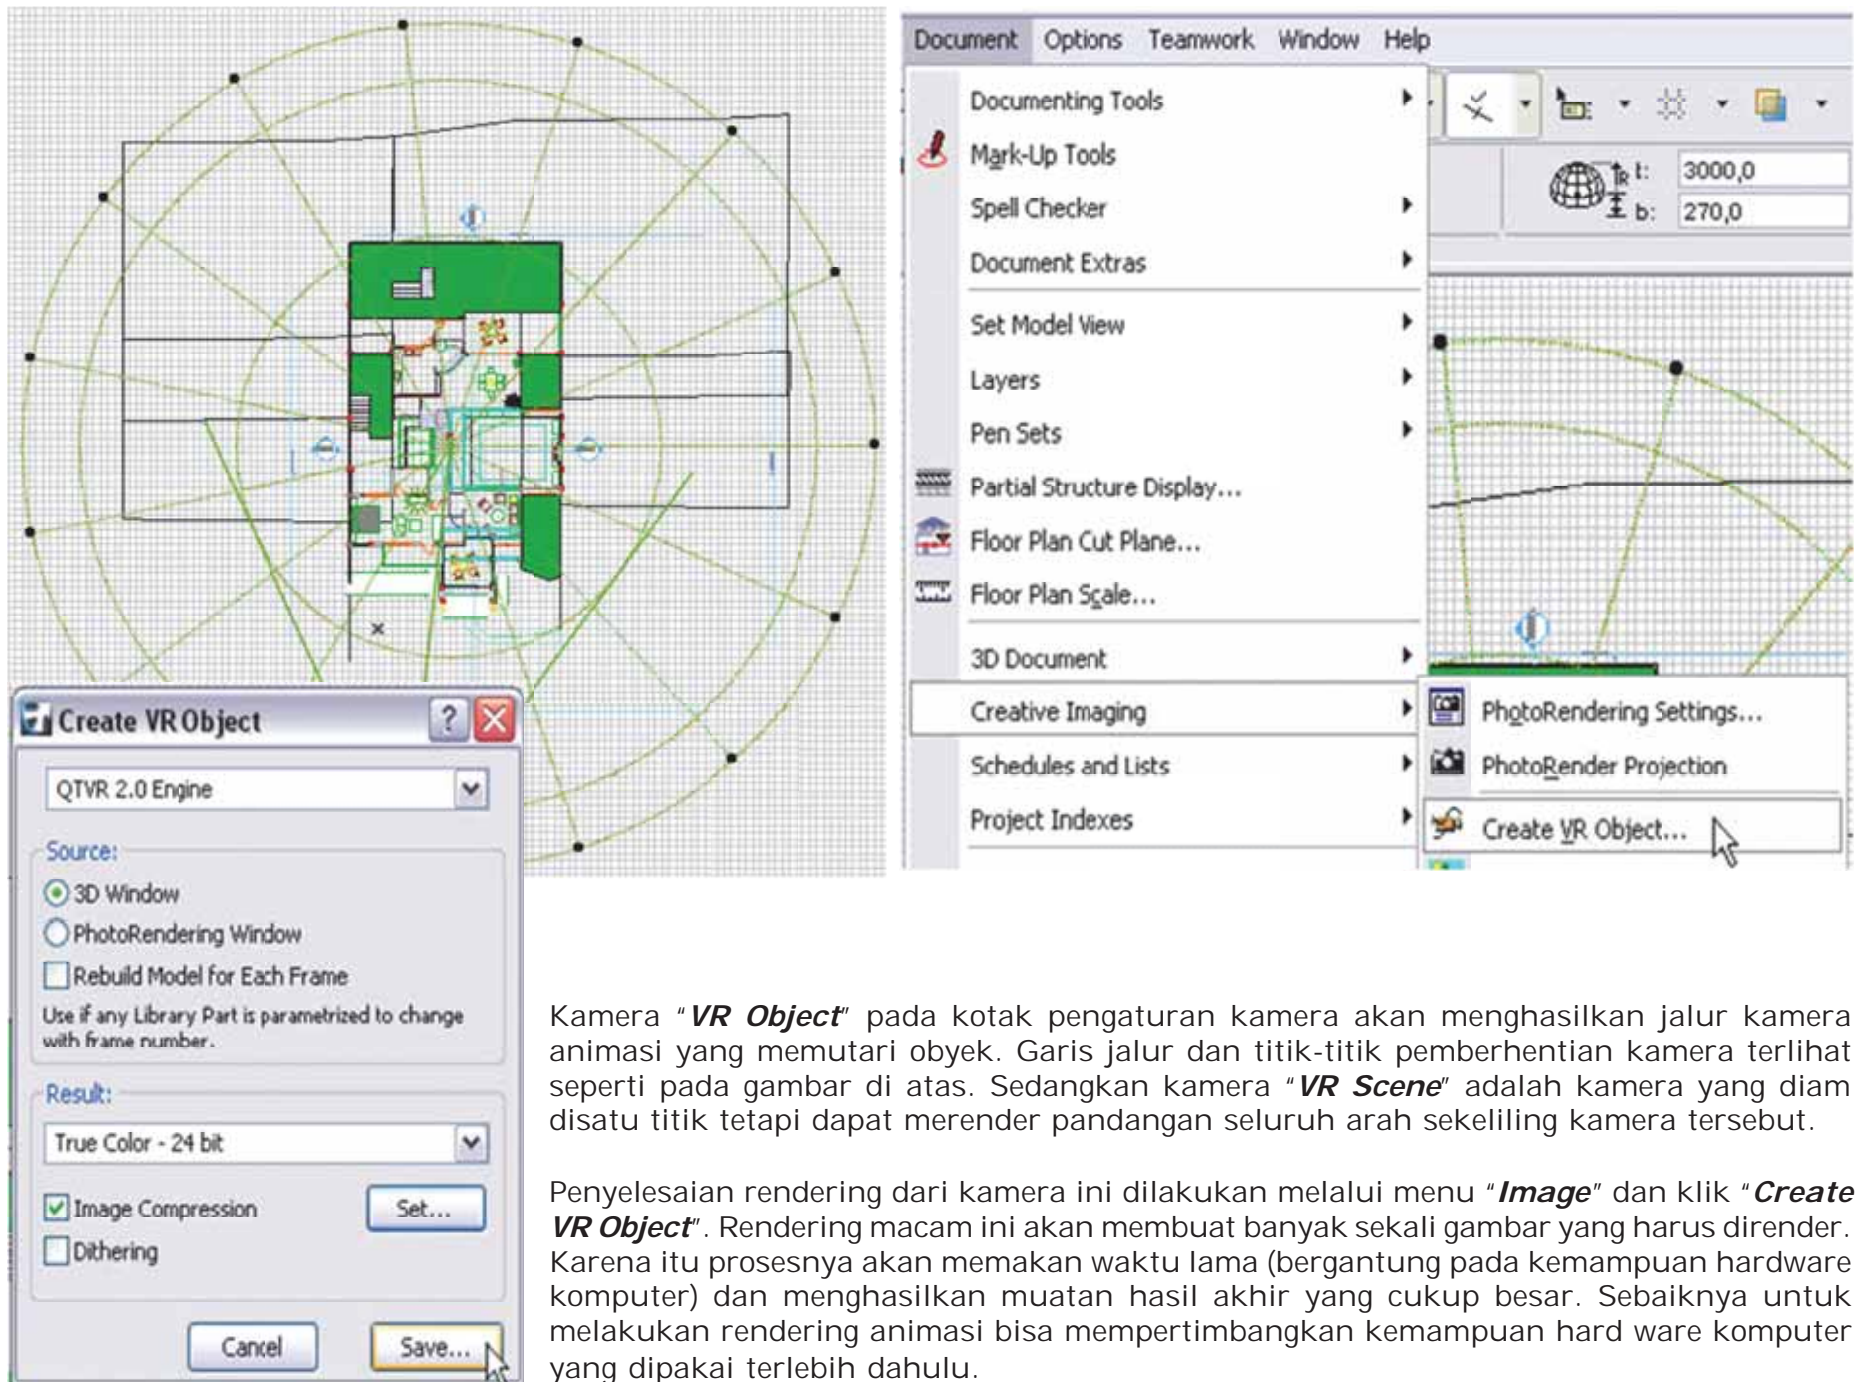 Document Options Teamwork Window Help
Documenting Tools
Mark-Up Tools
Spell Checker
Document Extras
Set Model View
Layers
Pen Sets
Partial Structure Display...
Floor Plan Cut Plane...
Floor Plan Scale...
3D Document
Creative Imaging
Schedules and Lists
Project Indexes
t: 3000,0
b: 270,0
PhotoRendering Settings...
PhotoRender Projection
Create VR Object...
Create VR Object
QTVR 2.0 Engine
Source:
3D Window
PhotoRendering Window
Rebuild Model for Each Frame
Use if any Library Part is parametrized to change
with frame number.
Result:
True Color - 24 bit
Image Compression
Set...
Dithering
Cancel
Save...
Kamera “VR Object” pada kotak pengaturan kamera akan menghasilkan jalur kamera
animasi yang memutari obyek. Garis jalur dan titik-titik pemberhentian kamera terlihat
seperti pada gambar di atas. Sedangkan kamera “VR Scene” adalah kamera yang diam
disatu titik tetapi dapat merender pandangan seluruh arah sekeliling kamera tersebut.
Penyelesaian rendering dari kamera ini dilakukan melalui menu “Image” dan klik “Create
VR Object”. Rendering macam ini akan membuat banyak sekali gambar yang harus dirender.
Karena itu prosesnya akan memakan waktu lama (bergantung pada kemampuan hardware
komputer) dan menghasilkan muatan hasil akhir yang cukup besar. Sebaiknya untuk
melakukan rendering animasi bisa mempertimbangkan kemampuan hard ware komputer
yang dipakai terlebih dahulu.